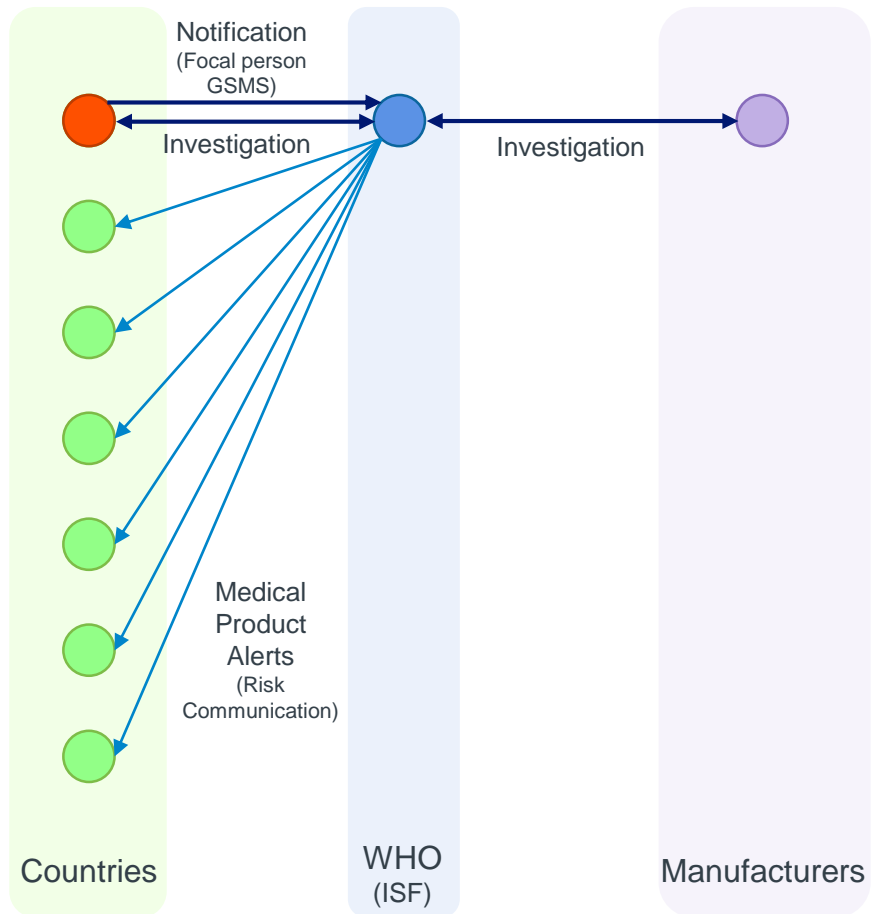 Notification
(Focal person
GSMS)
Investigation
Investigation
Medical
Product
Alerts
(Risk
Communication)
Countries
WHO
(ISF)
Manufacturers